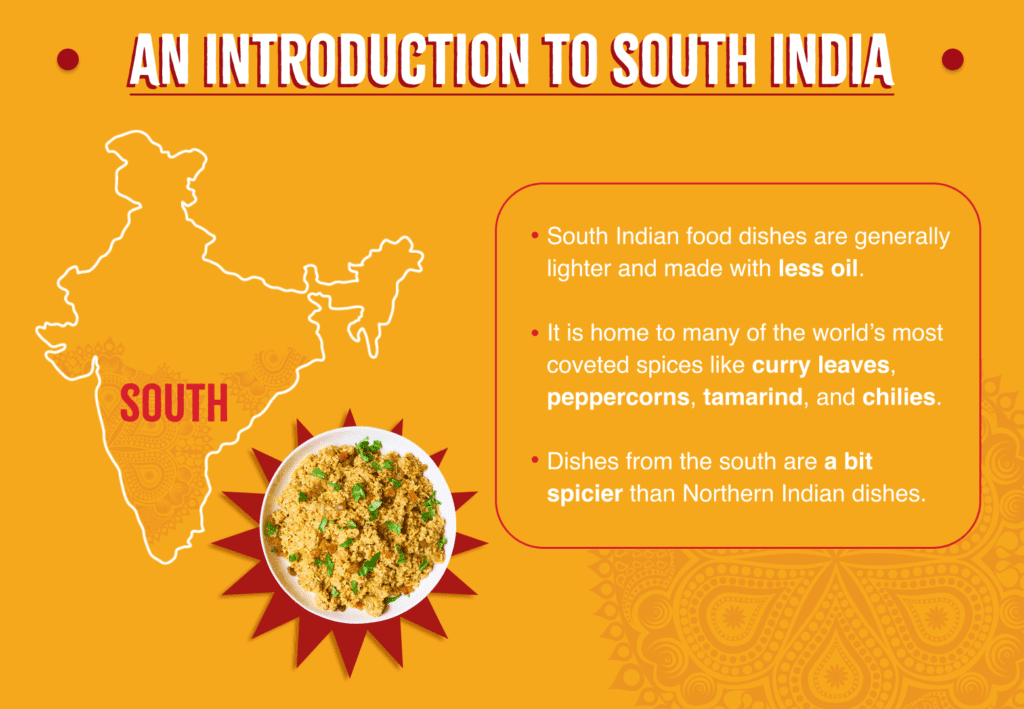 AN INTRODUCTION TO SOUTH INDIA
SOUTH
• South Indian food dishes are generally
lighter and made with less oil.
• It is home to many of the world’s most
coveted spices like curry leaves,
peppercorns, tamarind, and chilies.
• Dishes from the south are a bit
spicier than Northern Indian dishes.